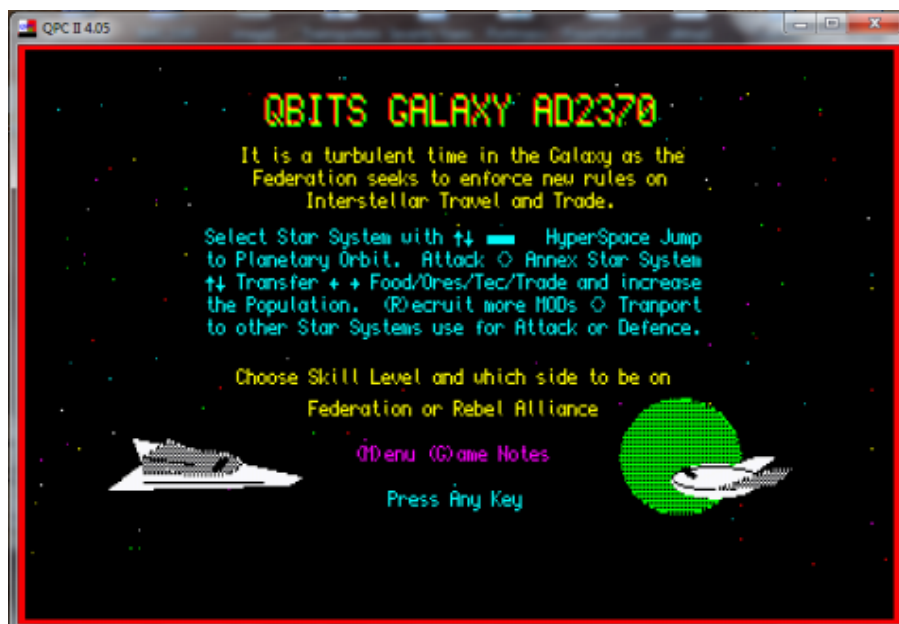 QPC II 4.05
QBITS GALAXY AD2370
It is a turbulent time in the Galaxy as the
Federation seeks to enforce new rules on
Interstellar Travel and Trade.
Select Star System with ↑↓ ▬ HyperSpace Jump
to Planetary Orbit. Attack ○ Annex Star System
↑↓ Transfer ← → Food/Ores/Tec/Trade and increase
the Population. (R)ecruit more MODs ○ Tranport
to other Star Systems use for Attack or Defence.
Choose Skill Level and which side to be on
Federation or Rebel Alliance
(M)enu (G)ame Notes
Press Any Key